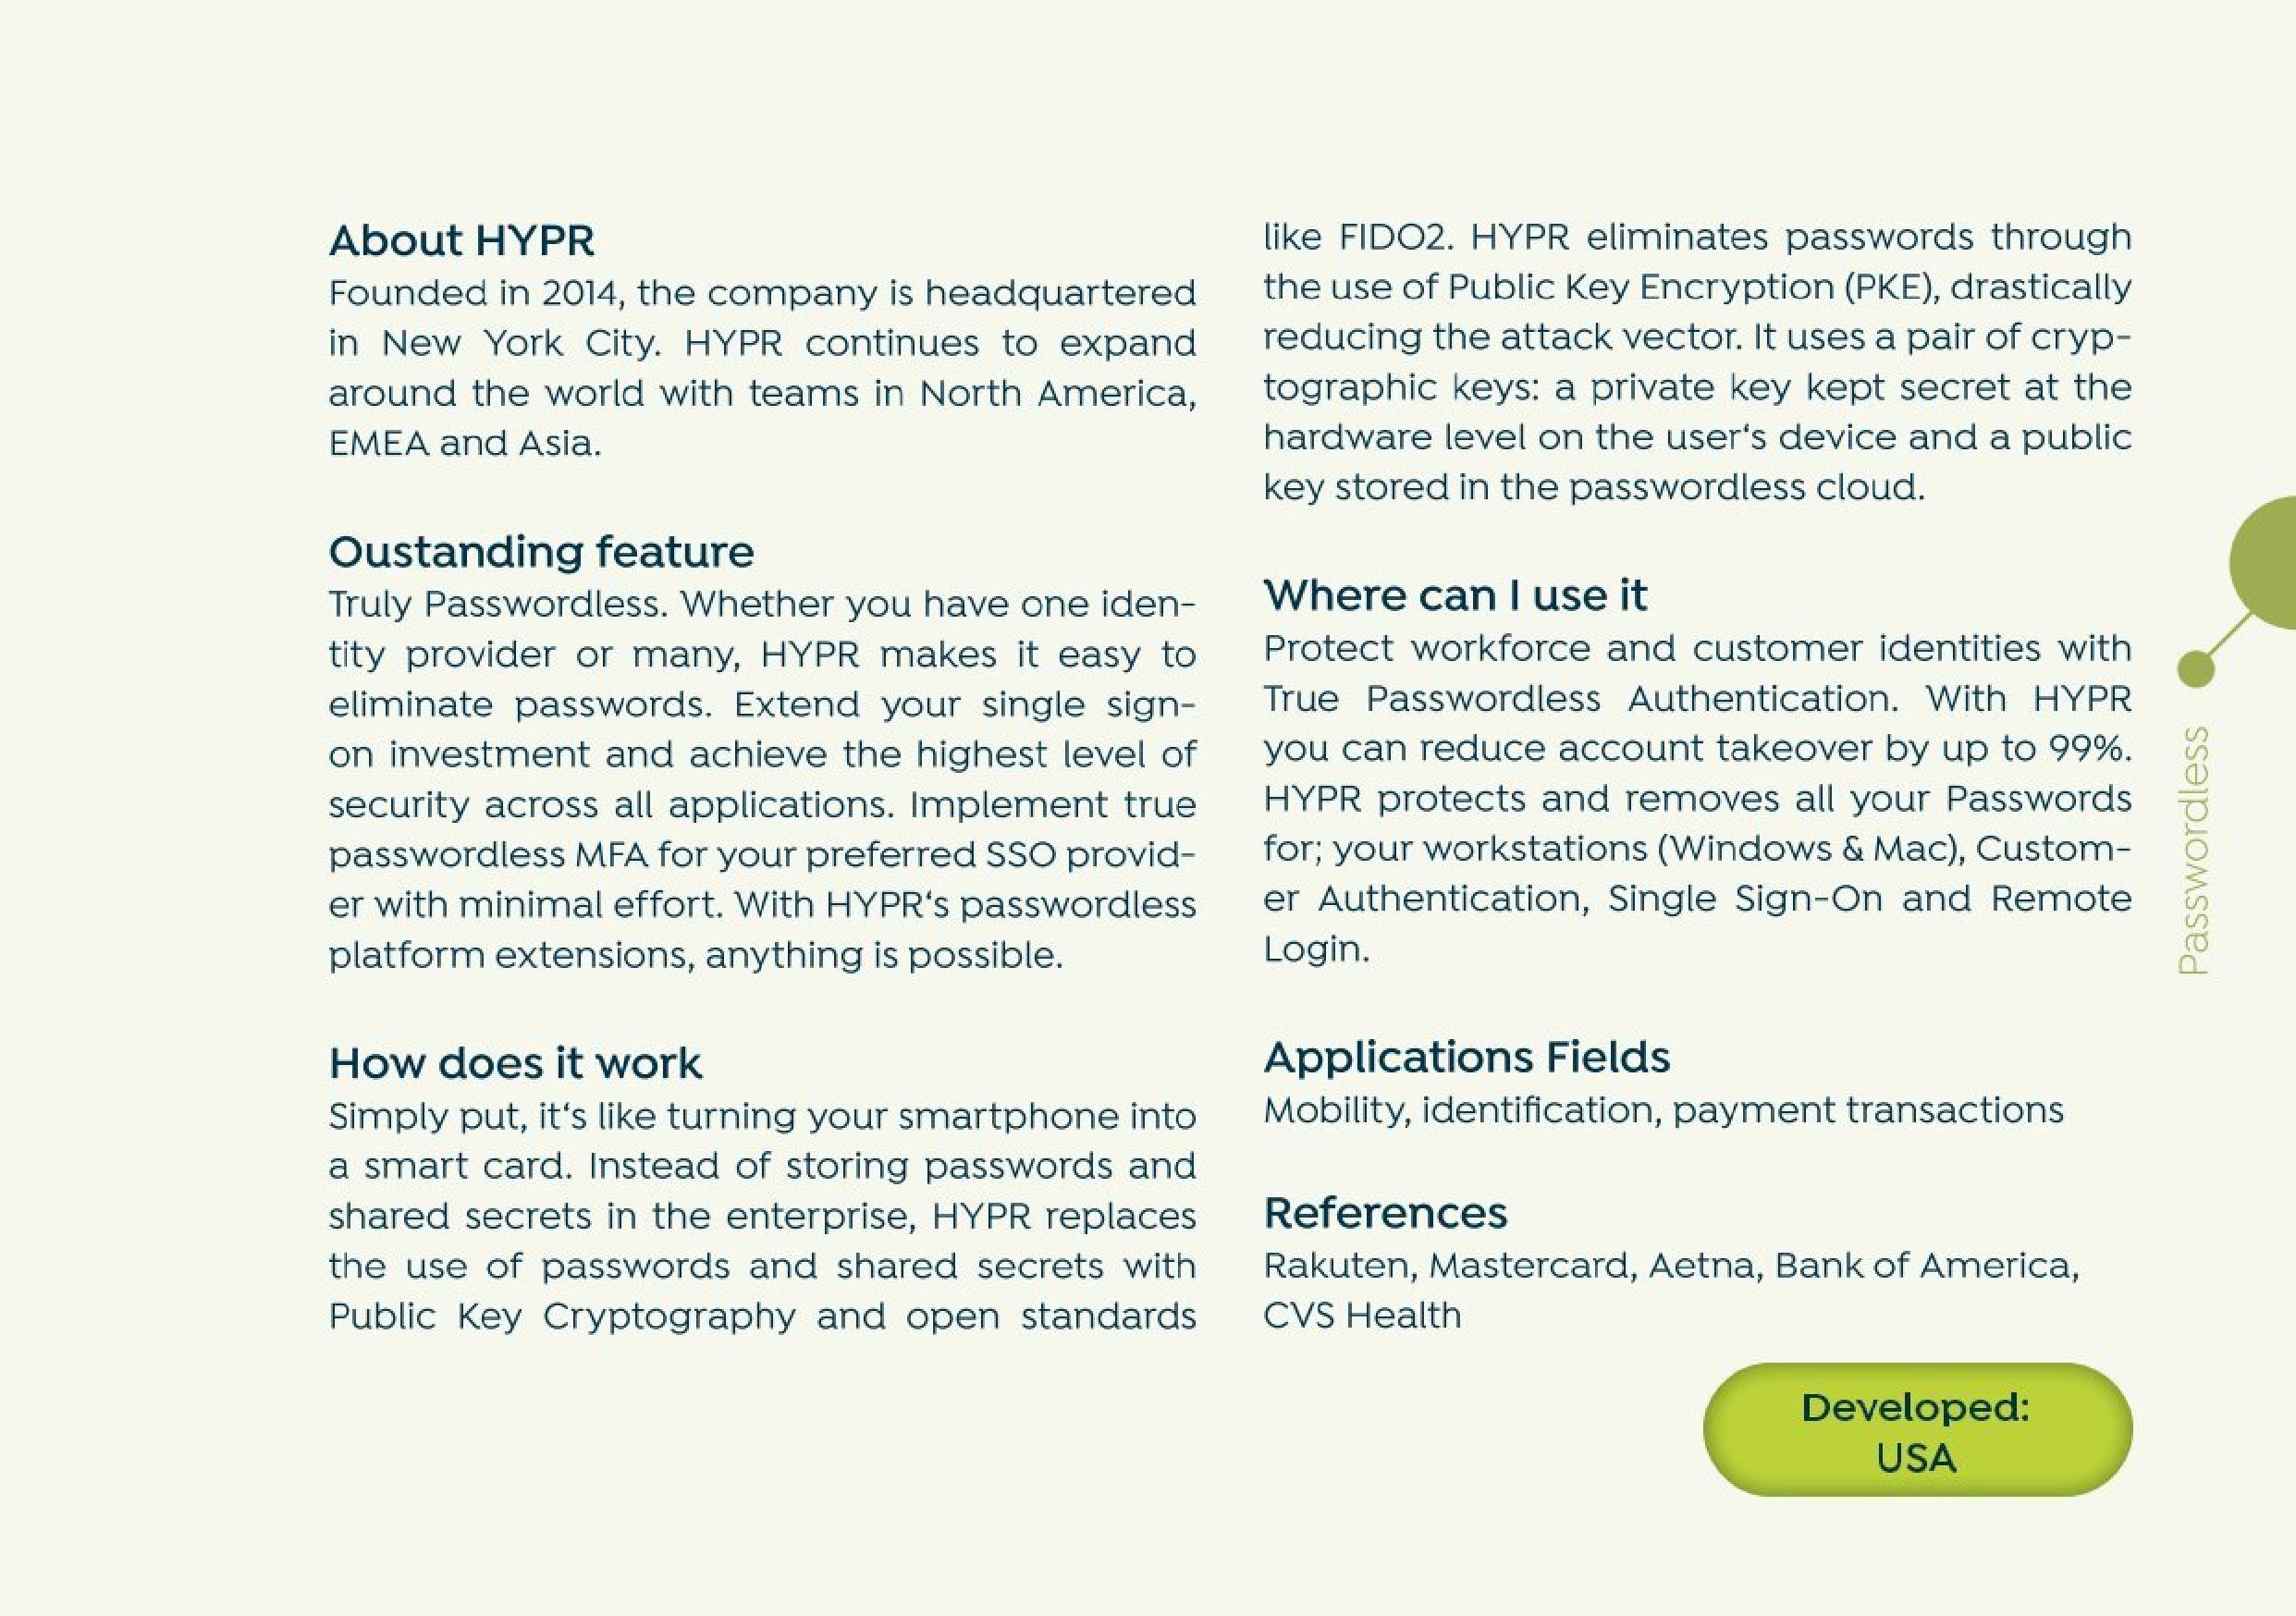 About HYPR
Founded in 2014, the company is headquartered
in New York City. HYPR continues to expand
around the world with teams in North America,
EMEA and Asia.
Oustanding feature
Truly Passwordless. Whether you have one iden-
tity provider or many, HYPR makes it easy to
eliminate passwords. Extend your single sign-
on investment and achieve the highest level of
security across all applications. Implement true
passwordless MFA for your preferred SSO provid-
er with minimal effort. With HYPR‘s passwordless
platform extensions, anything is possible.
How does it work
Simply put, it‘s like turning your smartphone into
a smart card. Instead of storing passwords and
shared secrets in the enterprise, HYPR replaces
the use of passwords and shared secrets with
Public Key Cryptography and open standards
like FIDO2. HYPR eliminates passwords through
the use of Public Key Encryption (PKE), drastically
reducing the attack vector. It uses a pair of cryp-
tographic keys: a private key kept secret at the
hardware level on the user‘s device and a public
key stored in the passwordless cloud.
Where can I use it
Protect workforce and customer identities with
True Passwordless Authentication. With HYPR
you can reduce account takeover by up to 99%.
HYPR protects and removes all your Passwords
for; your workstations (Windows & Mac), Custom-
er Authentication, Single Sign-On and Remote
Login.
Applications Fields
Mobility, identification, payment transactions
References
Rakuten, Mastercard, Aetna, Bank of America,
CVS Health
Developed:
USA
Passwordless